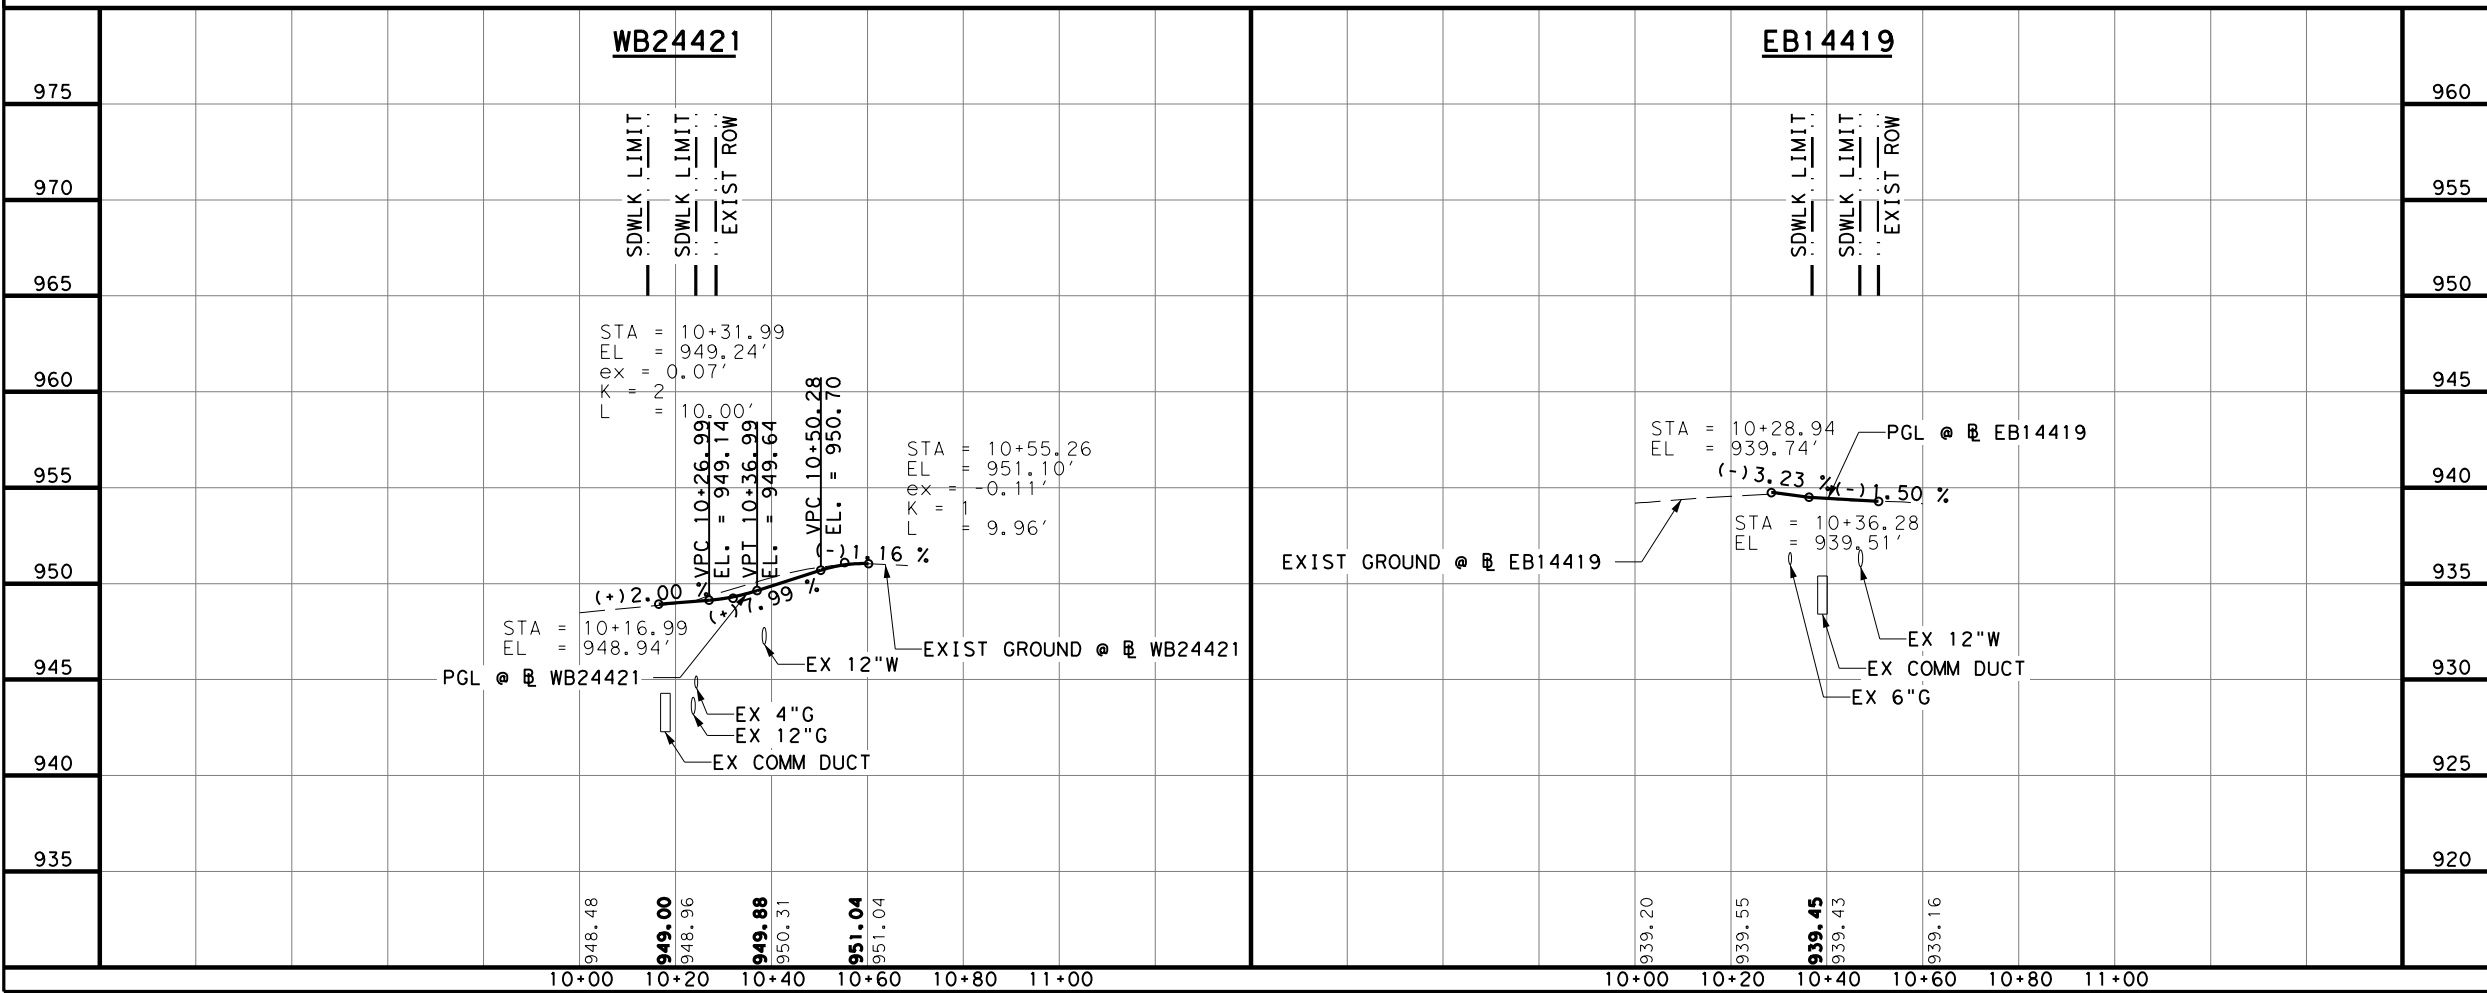 WB24421
975
970
965
960
955
950
945
940
935
SDWLK LIMIT
SDWLK LIMIT
EXIST ROW
STA = 10+31.99
EL = 949.24'
ex = 0.07'
K = 2
L = 10.00'
VPC 10+26.99
EL. = 949.14
VPT 10+36.99
EL. = 949.64
VPC 10+50.28
EL. = 950.70
STA = 10+55.26
EL = 951.10'
ex = -0.11'
K = 1
L = 9.96'
(-)1.16 %
(+)2.00 %
(+)7.99 %
STA = 10+16.99
EL = 948.94'
PGL @ BL WB24421
EXIST GROUND @ BL WB24421
EX 12"W
EX 4"G
EX 12"G
EX COMM DUCT
948.48
949.00
948.96
949.88
950.31
951.04
951.04
10+00
10+20
10+40
10+60
10+80
11+00
EB14419
SDWLK LIMIT
SDWLK LIMIT
EXIST ROW
STA = 10+28.94
EL = 939.74'
PGL @ BL EB14419
(-)3.23 %
(-)1.50 %
STA = 10+36.28
EL = 939.51'
EXIST GROUND @ BL EB14419
EX 12"W
EX COMM DUCT
EX 6"G
939.20
939.55
939.45
939.43
939.16
10+00
10+20
10+40
10+60
10+80
11+00
960
955
950
945
940
935
930
925
920